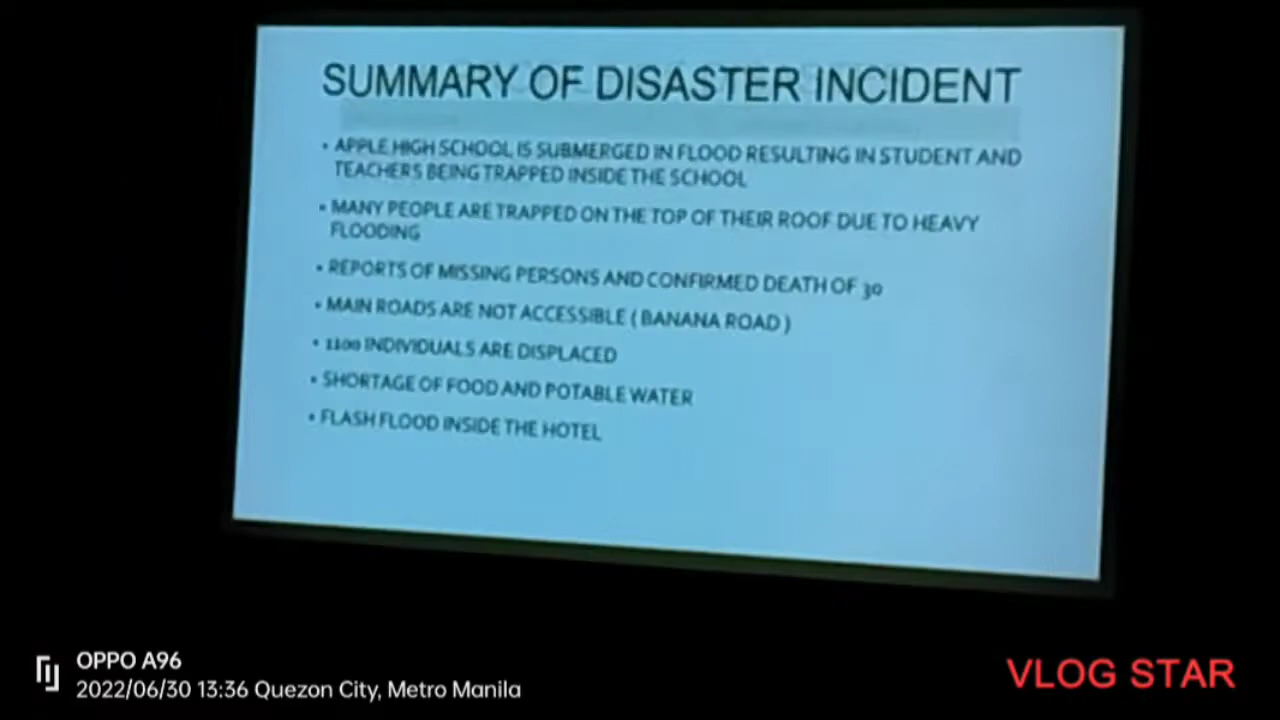 SUMMARY OF DISASTER INCIDENT
• APPLE HIGH SCHOOL IS SUBMERGED IN FLOOD RESULTING IN STUDENT AND
TEACHERS BEING TRAPPED INSIDE THE SCHOOL
• MANY PEOPLE ARE TRAPPED ON THE TOP OF THEIR ROOF DUE TO HEAVY
FLOODING
• REPORTS OF MISSING PERSONS AND CONFIRMED DEATH OF 30
• MAIN ROADS ARE NOT ACCESSIBLE ( BANANA ROAD )
• 1100 INDIVIDUALS ARE DISPLACED
• SHORTAGE OF FOOD AND POTABLE WATER
• FLASH FLOOD INSIDE THE HOTEL
OPPO A96
2022/06/30 13:36 Quezon City, Metro Manila
VLOG STAR